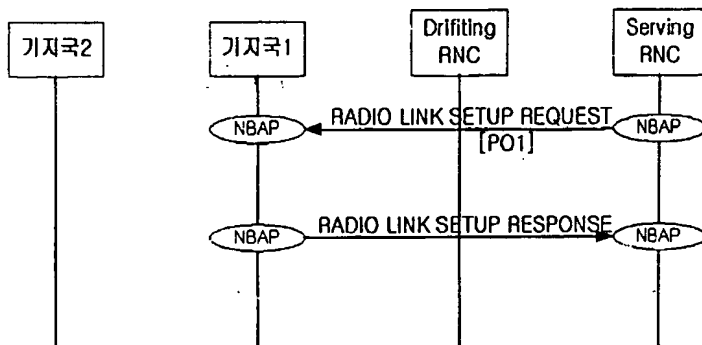 기지국2
기지국1
Drifiting
RNC
Serving
RNC
NBAP
RADIO LINK SETUP REQUEST
[PO1]
NBAP
NBAP
RADIO LINK SETUP RESPONSE
NBAP